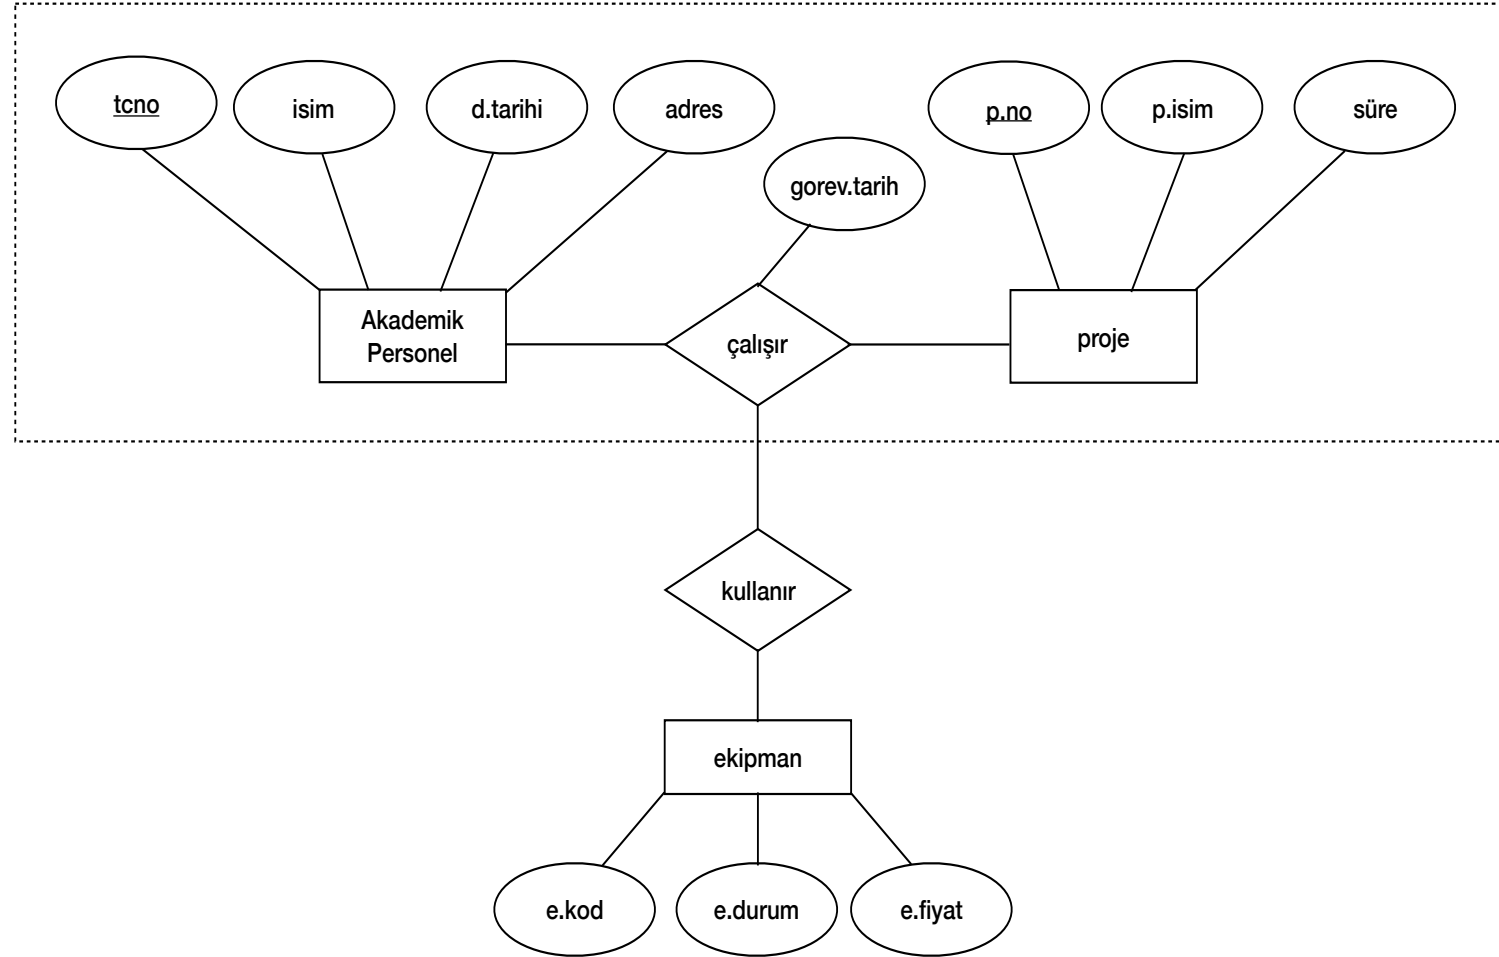 tcno
isim
d.tarihi
adres
p.no
p.isim
süre
gorev.tarih
Akademik
Personel
çalışır
proje
kullanır
ekipman
e.kod
e.durum
e.fiyat